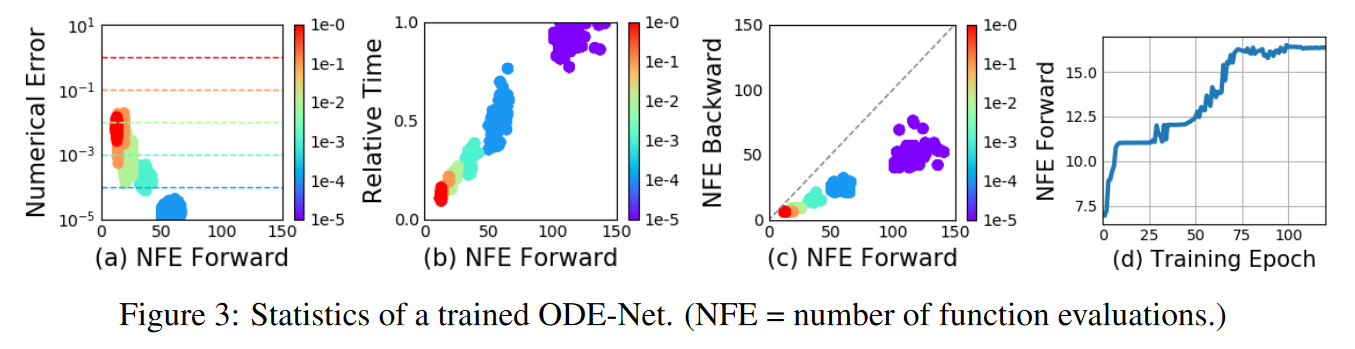 Numerical Error
10^1
10^-1
10^-3
10^-5
0 50 100 150
(a) NFE Forward
1e-0
1e-1
1e-2
1e-3
1e-4
1e-5
Relative Time
1.0
0.5
0.0
0 50 100 150
(b) NFE Forward
1e-0
1e-1
1e-2
1e-3
1e-4
1e-5
NFE Backward
150
100
50
0
0 50 100 150
(c) NFE Forward
1e-0
1e-1
1e-2
1e-3
1e-4
1e-5
NFE Forward
15.0
12.5
10.0
7.5
0 25 50 75 100
(d) Training Epoch
Figure 3: Statistics of a trained ODE-Net. (NFE = number of function evaluations.)